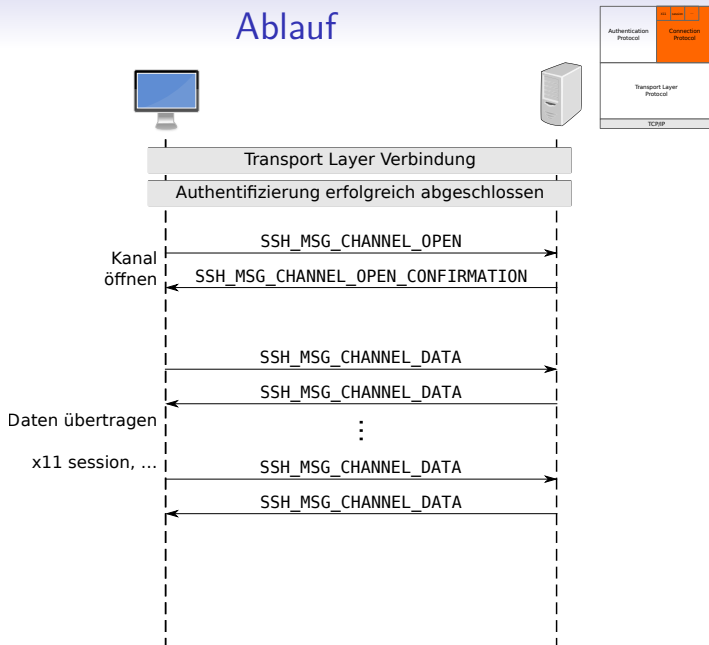 Ablauf
Authentication
Protocol
Connection
Protocol
Transport Layer
Protocol
TCP/IP
Transport Layer Verbindung
Authentifizierung erfolgreich abgeschlossen
Kanal
öffnen
SSH_MSG_CHANNEL_OPEN
SSH_MSG_CHANNEL_OPEN_CONFIRMATION
SSH_MSG_CHANNEL_DATA
SSH_MSG_CHANNEL_DATA
Daten übertragen
⋮
x11 session, …
SSH_MSG_CHANNEL_DATA
SSH_MSG_CHANNEL_DATA